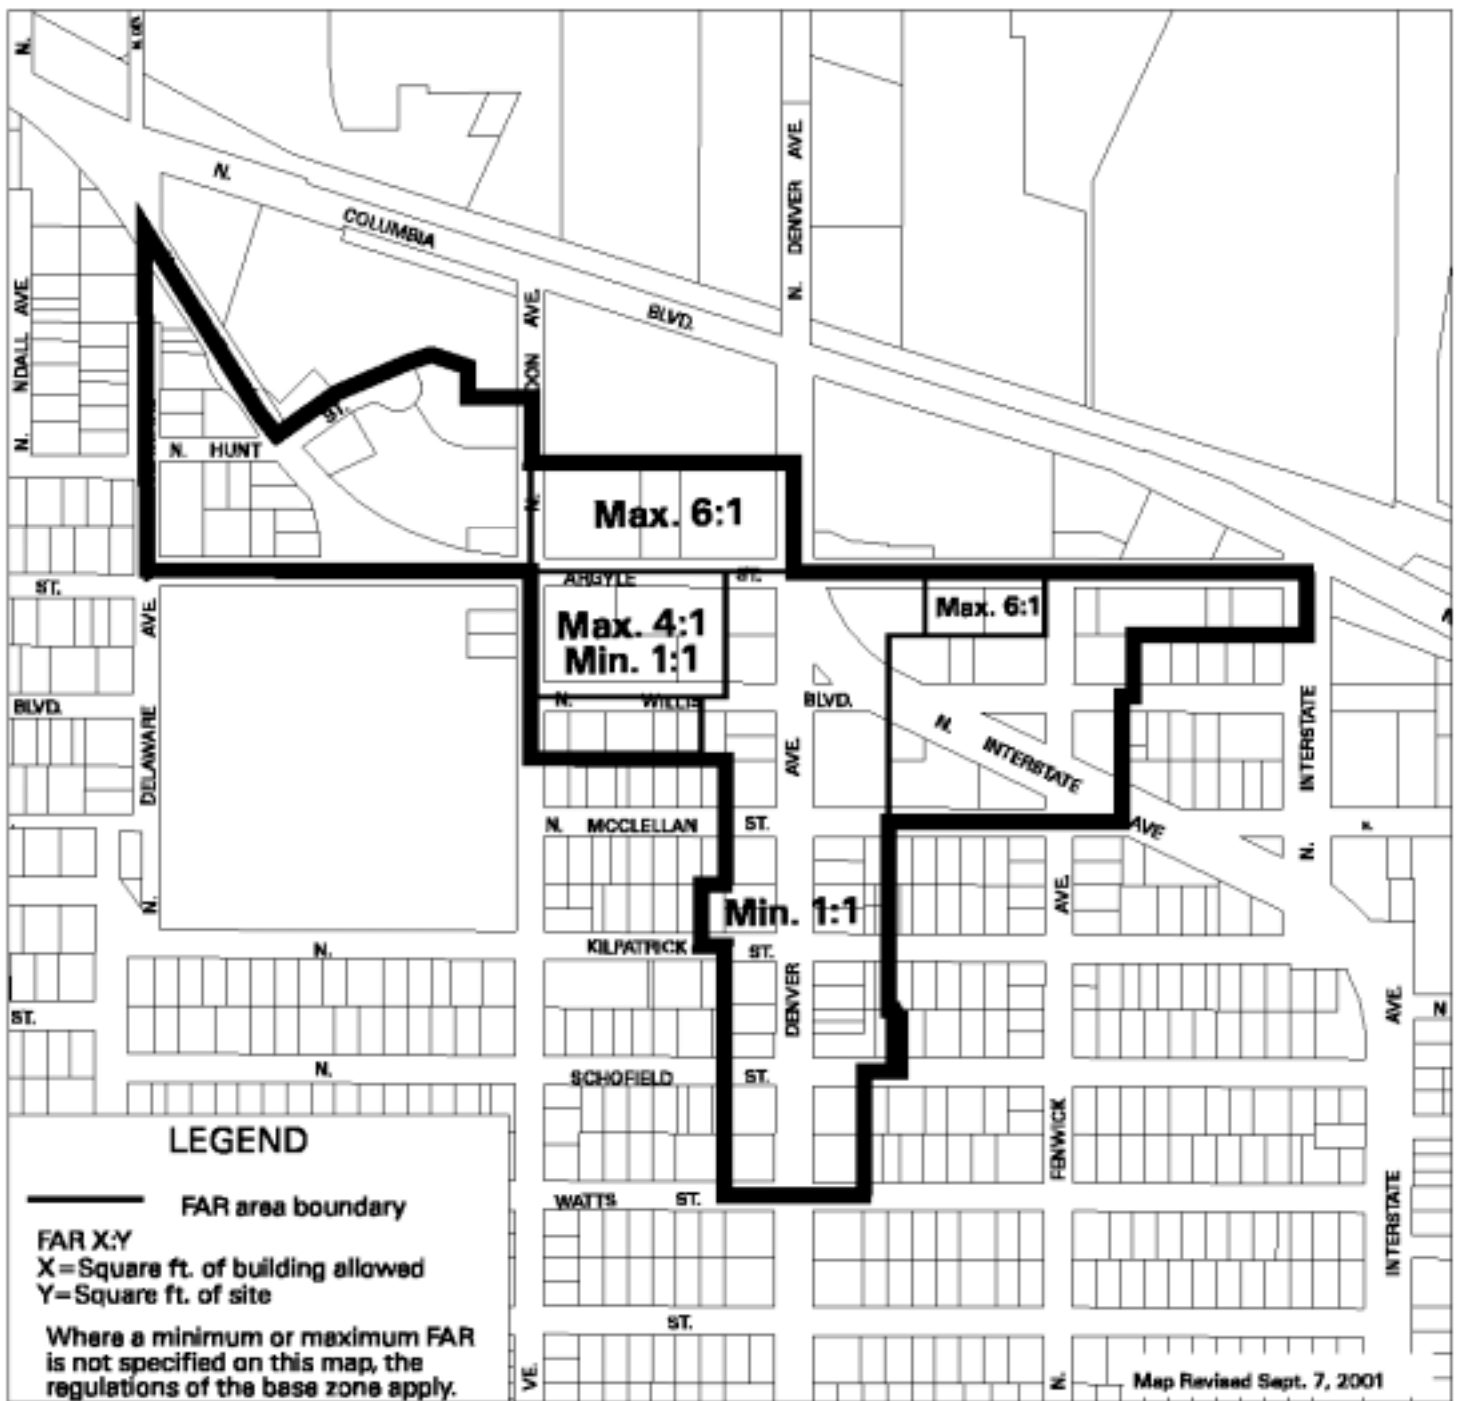 N.
N.
COLUMBIA
BLVD.
N. DENVER AVE.
AVE.
N.
NDALL
AVE.
DON
AVE.
ST.
N. HUNT
N.
Max. 6:1
ARGYLE
ST.
ST.
Max. 4:1
Min. 1:1
Max. 6:1
N. WILLIS
BLVD.
BLVD.
N. INTERSTATE
AVE
DELAWARE
N.
AVE.
INTERSTATE
N.
N. MCCLELLAN ST.
N.
AVE.
Min. 1:1
N.
KILPATRICK
ST.
DENVER
ST.
N.
AVE.
N
SCHOFIELD
ST.
FENWICK
WATTS
ST.
INTERSTATE
ST.
VE.
N.
LEGEND
FAR area boundary
FAR X:Y
X=Square ft. of building allowed
Y=Square ft. of site
Where a minimum or maximum FAR
is not specified on this map, the
regulations of the base zone apply.
Map Revised Sept. 7, 2001